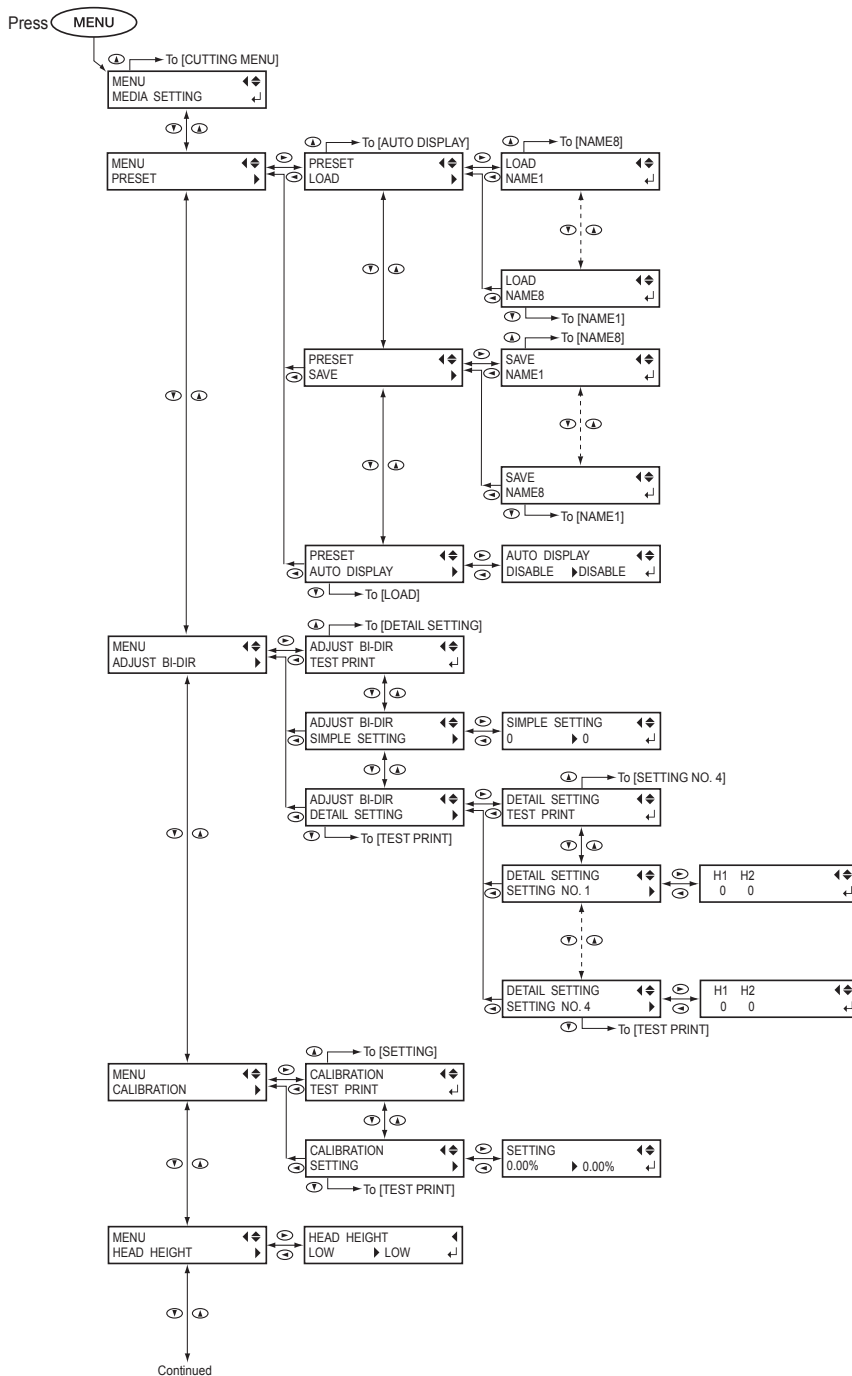 Press MENU
To [CUTTING MENU]
MENU
MEDIA SETTING
MENU
PRESET
To [AUTO DISPLAY]
PRESET
LOAD
To [NAME8]
LOAD
NAME1
LOAD
NAME8
To [NAME1]
PRESET
SAVE
To [NAME8]
SAVE
NAME1
SAVE
NAME8
To [NAME1]
PRESET
AUTO DISPLAY
To [LOAD]
AUTO DISPLAY
DISABLE DISABLE
MENU
ADJUST BI-DIR
To [DETAIL SETTING]
ADJUST BI-DIR
TEST PRINT
ADJUST BI-DIR
SIMPLE SETTING
SIMPLE SETTING
0 0
ADJUST BI-DIR
DETAIL SETTING
To [TEST PRINT]
To [SETTING NO. 4]
DETAIL SETTING
TEST PRINT
DETAIL SETTING
SETTING NO. 1
H1 H2
0 0
DETAIL SETTING
SETTING NO. 4
H1 H2
0 0
To [TEST PRINT]
MENU
CALIBRATION
To [SETTING]
CALIBRATION
TEST PRINT
CALIBRATION
SETTING
SETTING
0.00% 0.00%
To [TEST PRINT]
MENU
HEAD HEIGHT
HEAD HEIGHT
LOW LOW
Continued